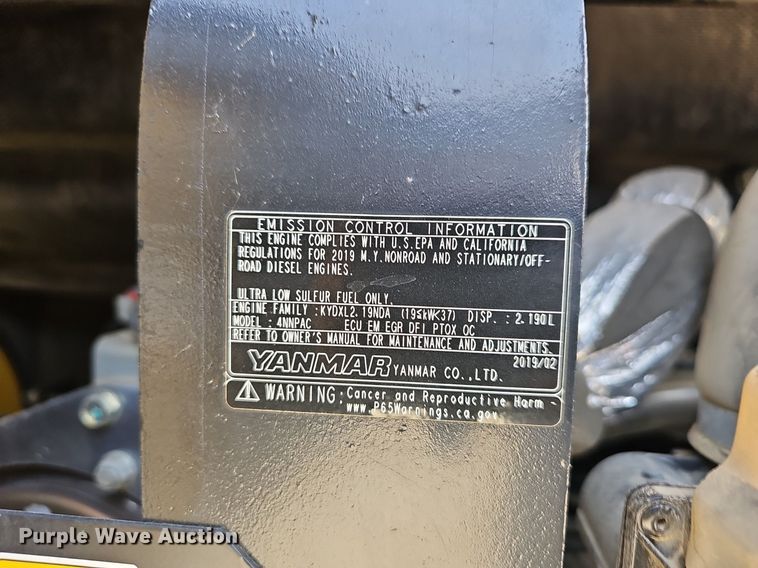 EMISSION CONTROL INFORMATION
THIS ENGINE COMPLIES WITH U.S.EPA AND CALIFORNIA
REGULATIONS FOR 2019 M.Y.NONROAD AND STATIONARY/OFF-
ROAD DIESEL ENGINES.
ULTRA LOW SULFUR FUEL ONLY.
ENGINE FAMILY :KYDXL2.19NDA (19≤kW<37) DISP.:2.190L
MODEL :4NNPAC ECU EM EGR DFI PTOX OC
REFER TO OWNER'S MANUAL FOR MAINTENANCE AND ADJUSTMENTS.
2019/02
YANMAR YANMAR CO.,LTD.
WARNING:Cancer and Reproductive Harm -
www.P65Warnings.ca.gov.
Purple Wave Auction